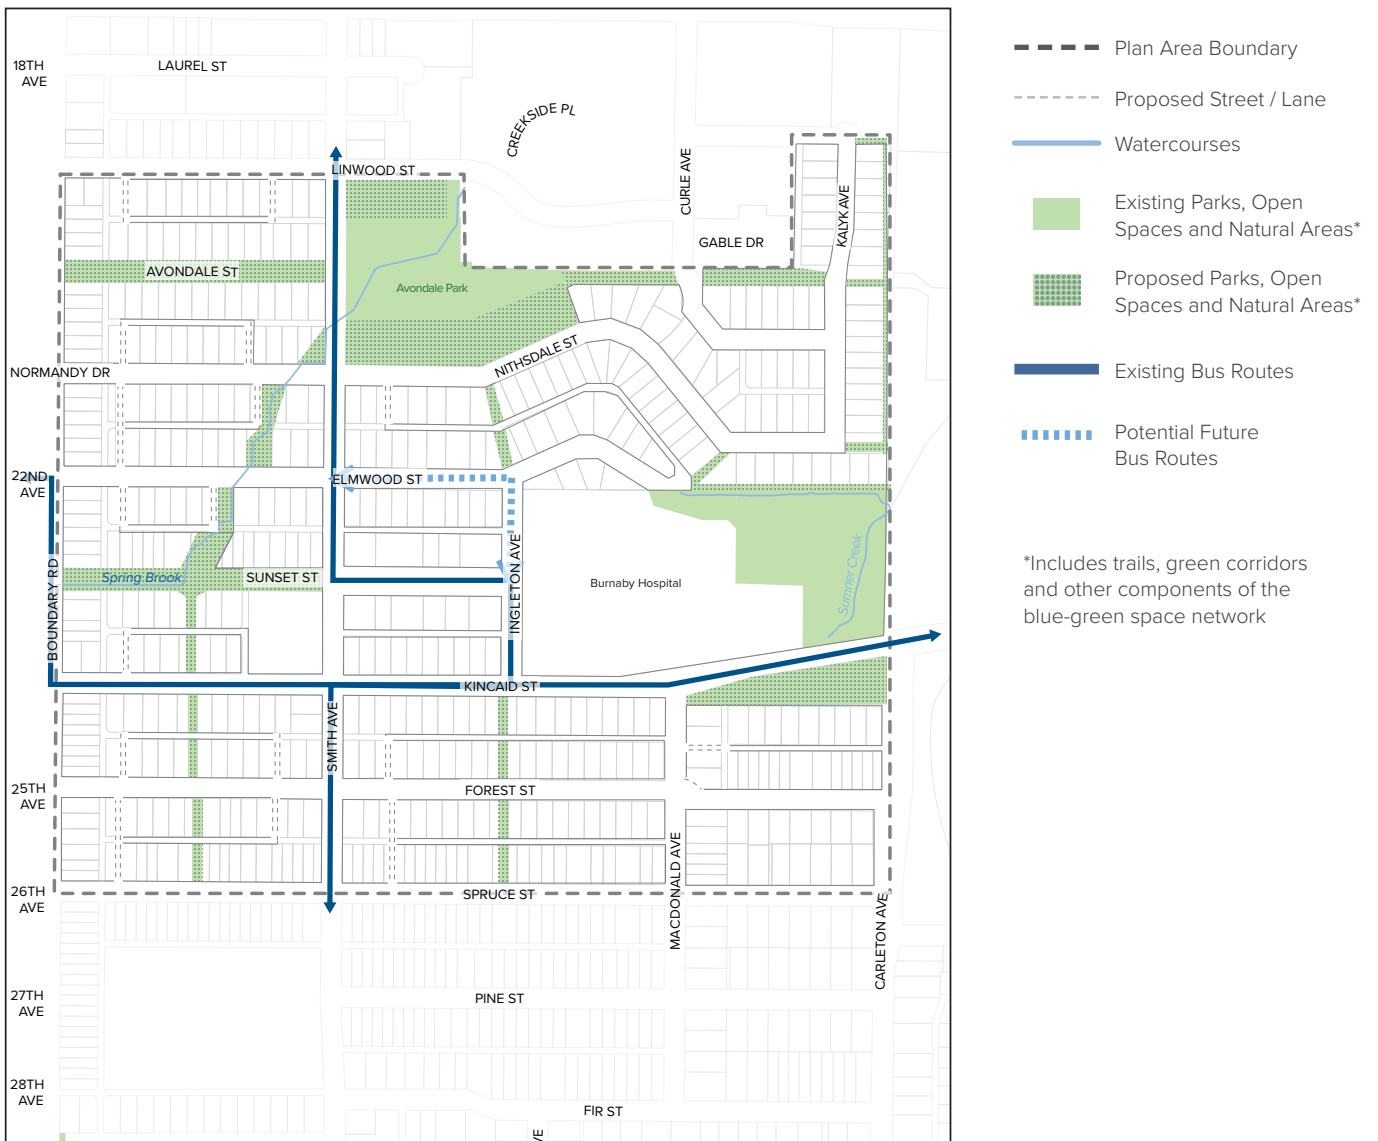 18TH
AVE
LAUREL ST
CREEKSIDE PL
LINWOOD ST
CURLE AVE
KALYK AVE
GABLE DR
AVONDALE ST
Avondale Park
NITHSDALE ST
NORMANDY DR
22ND
AVE
ELMWOOD ST
BOUNDARY RD
Spring Brook
SUNSET ST
INGLETON AVE
Burnaby Hospital
Sumner Creek
KINCAID ST
SMITH AVE
25TH
AVE
FOREST ST
MACDONALD AVE
26TH
AVE
SPRUCE ST
CARLETON AVE
27TH
AVE
PINE ST
28TH
AVE
FIR ST
VE
Plan Area Boundary
Proposed Street / Lane
Watercourses
Existing Parks, Open
Spaces and Natural Areas*
Proposed Parks, Open
Spaces and Natural Areas*
Existing Bus Routes
Potential Future
Bus Routes
*Includes trails, green corridors
and other components of the
blue-green space network